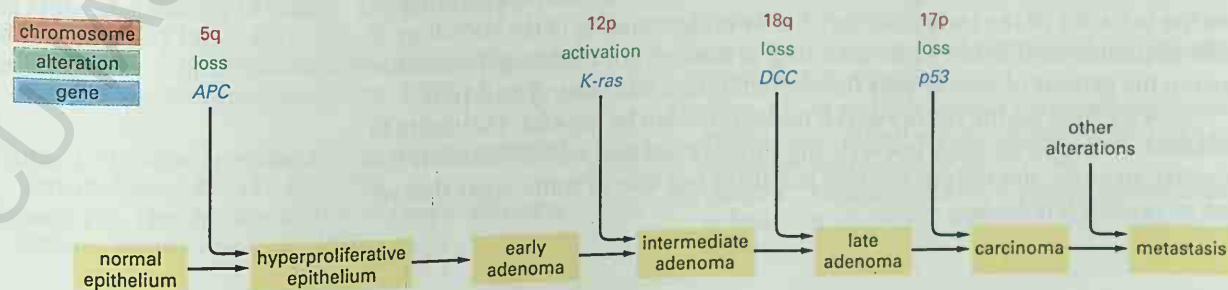 chromosome
alteration
gene
5q
loss
APC
12p
activation
K-ras
18q
loss
DCC
17p
loss
p53
other
alterations
normal
epithelium
hyperproliferative
epithelium
early
adenoma
intermediate
adenoma
late
adenoma
carcinoma
metastasis